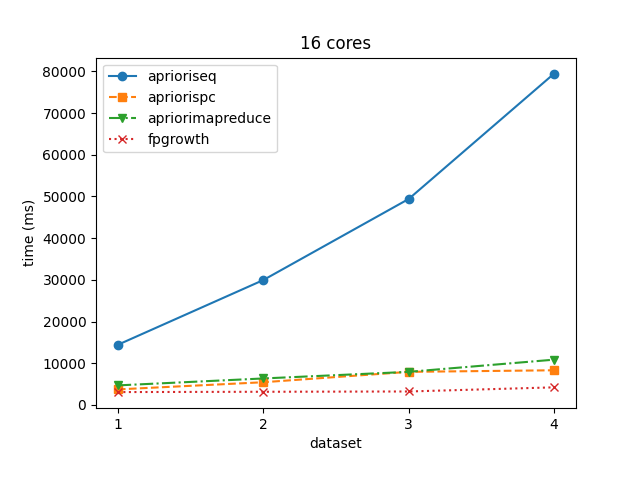 16 cores
aprioriseq
apriorispc
apriorimapreduce
fpgrowth
time (ms)
80000
70000
60000
50000
40000
30000
20000
10000
0
1 2 3 4
dataset